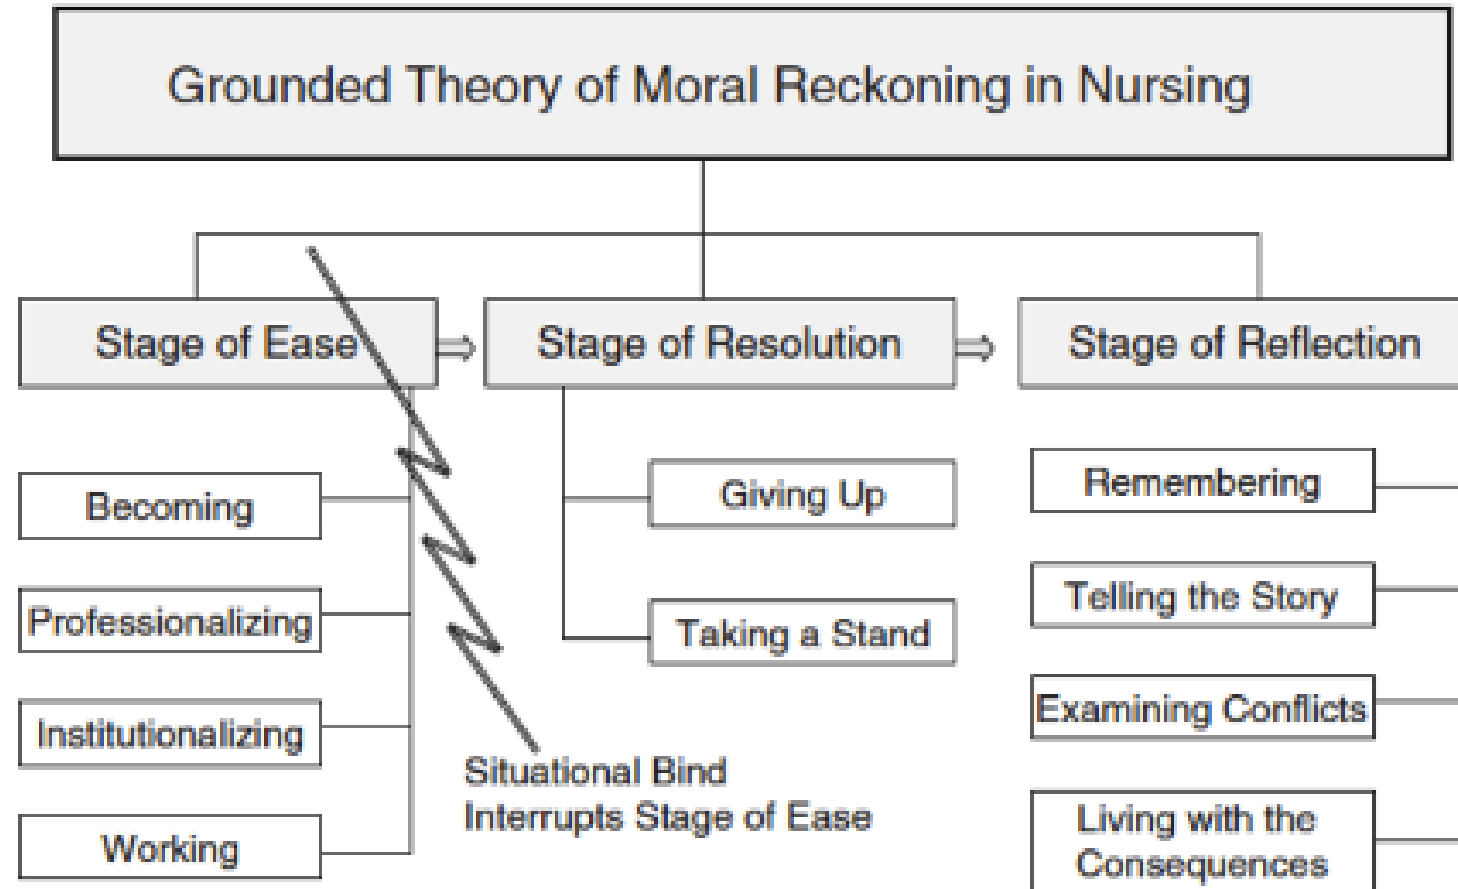 Grounded Theory of Moral Reckoning in Nursing
Stage of Ease
Stage of Resolution
Stage of Reflection
Becoming
Professionalizing
Institutionalizing
Working
Giving Up
Taking a Stand
Situational Bind
Interrupts Stage of Ease
Remembering
Telling the Story
Examining Conflicts
Living with the
Consequences